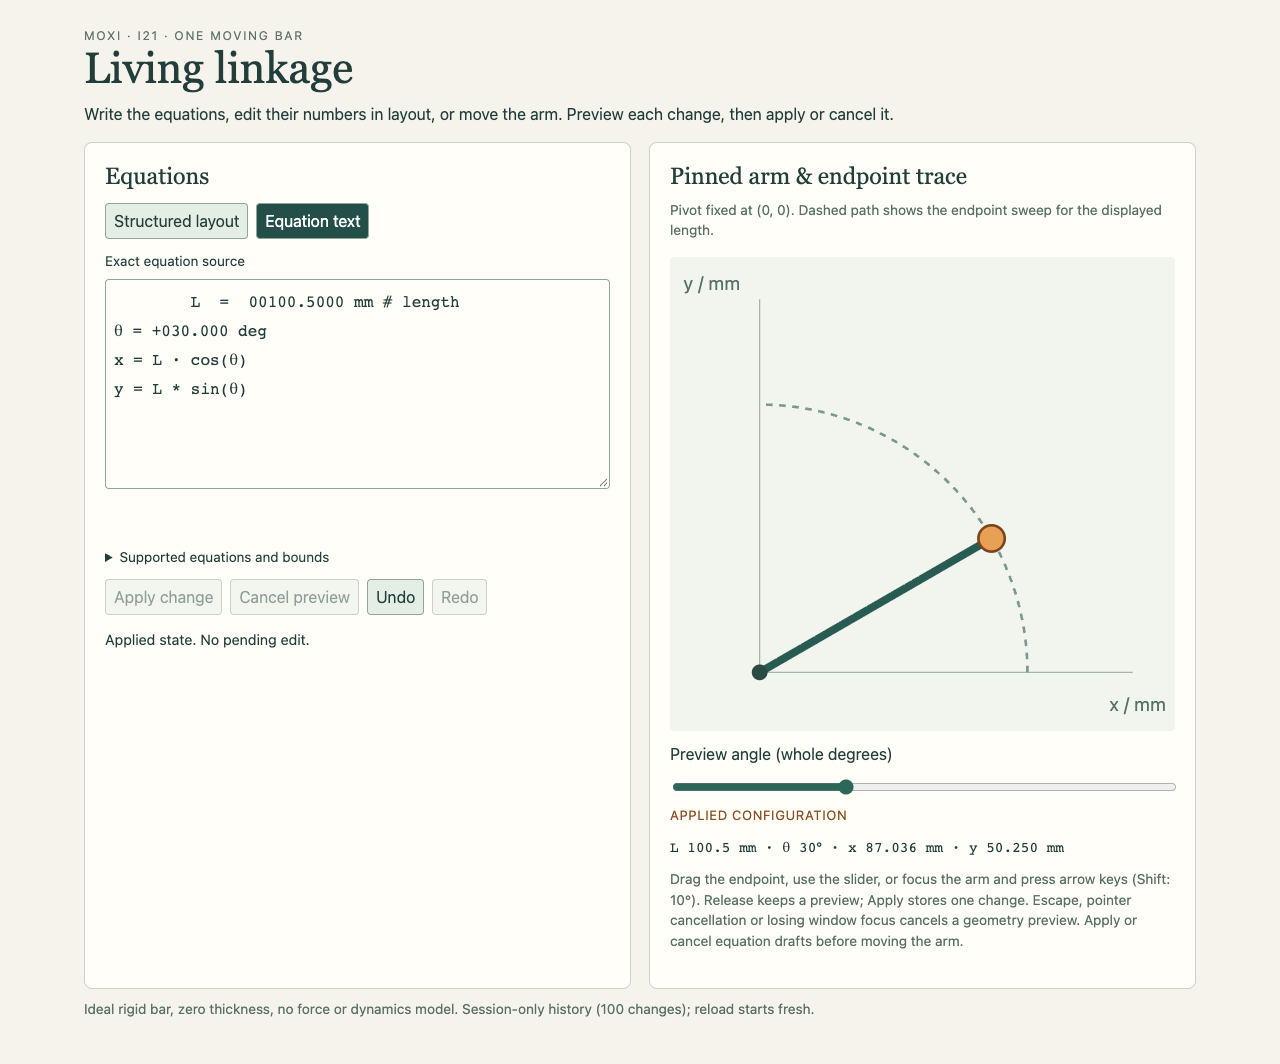 MOXI · I21 · ONE MOVING BAR
Living linkage
Write the equations, edit their numbers in layout, or move the arm. Preview each change, then apply or cancel it.
Equations
Structured layout
Equation text
Exact equation source
L  =  00100.5000 mm # length
θ = +030.000 deg
x = L · cos(θ)
y = L * sin(θ)
Supported equations and bounds
Apply change
Cancel preview
Undo
Redo
Applied state. No pending edit.
Pinned arm & endpoint trace
Pivot fixed at (0, 0). Dashed path shows the endpoint sweep for the displayed
length.
y / mm
x / mm
Preview angle (whole degrees)
APPLIED CONFIGURATION
L 100.5 mm · θ 30° · x 87.036 mm · y 50.250 mm
Drag the endpoint, use the slider, or focus the arm and press arrow keys (Shift:
10°). Release keeps a preview; Apply stores one change. Escape, pointer
cancellation or losing window focus cancels a geometry preview. Apply or
cancel equation drafts before moving the arm.
Ideal rigid bar, zero thickness, no force or dynamics model. Session-only history (100 changes); reload starts fresh.